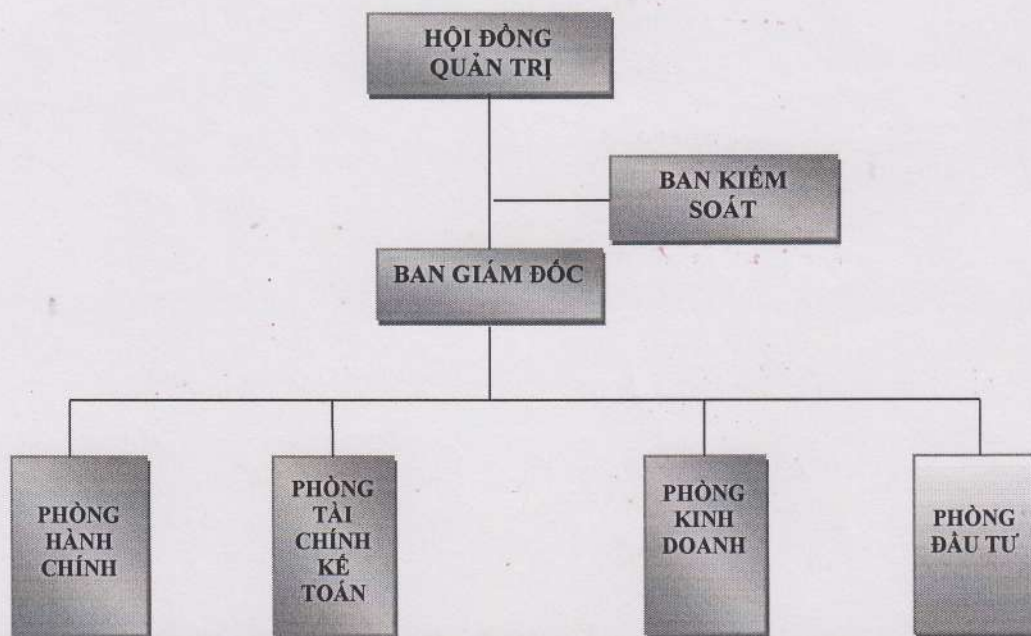 HỘI ĐỒNG
QUẢN TRỊ
BAN KIỂM
SOÁT
BAN GIÁM ĐỐC
PHÒNG
HÀNH
CHÍNH
PHÒNG
TÀI
CHÍNH
KẾ
TOÁN
PHÒNG
KINH
DOANH
PHÒNG
ĐẦU TƯ